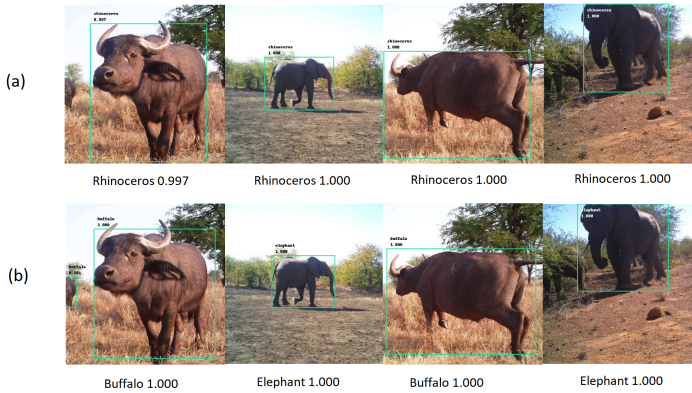 (a)
rhinoceros
0.997
rhinoceros
1.000
rhinoceros
1.000
rhinoceros
1.000
Rhinoceros 0.997
Rhinoceros 1.000
Rhinoceros 1.000
Rhinoceros 1.000
(b)
buffalo
1.000
buffalo
elephant
1.000
buffalo
1.000
elephant
1.000
Buffalo 1.000
Elephant 1.000
Buffalo 1.000
Elephant 1.000